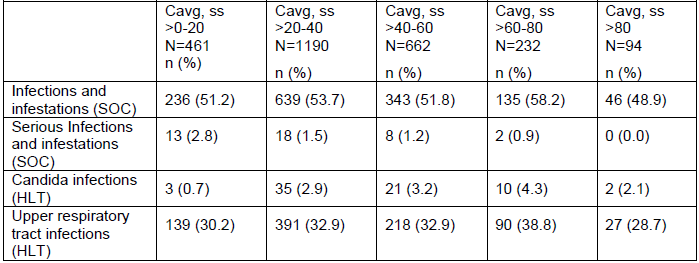 Cavg, ss Cavg, ss Cavg, ss Cavg, ss Cavg, ss
>0-20 >20-40 >40-60 >60-80 >80
N=461 N=1190 N=662 N=232 N=94
n (%) n (%) n (%) n (%) n (%)
Infections and 236 (51.2) 639 (53.7) 343 (51.8) 135 (58.2) 46 (48.9)
infestations (SOC)
Serious Infections 13 (2.8) 18 (1.5) 8 (1.2) 2 (0.9) 0 (0.0)
and infestations
(SOC)
Candida infections 3 (0.7) 35 (2.9) 21 (3.2) 10 (4.3) 2 (2.1)
(HLT)
Upper respiratory 139 (30.2) 391 (32.9) 218 (32.9) 90 (38.8) 27 (28.7)
tract infections
(HLT)